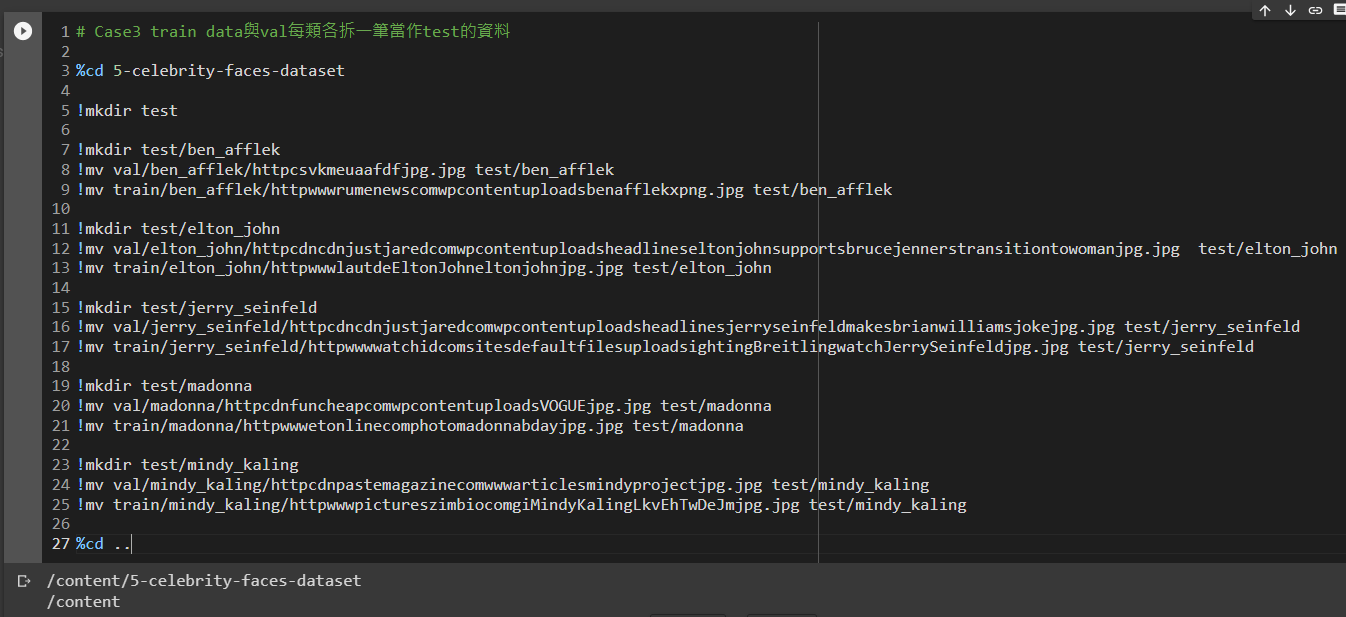 1 # Case3 train data與val每類各拆一筆當作test的資料
2
3 %cd 5-celebrity-faces-dataset
4
5 !mkdir test
6
7 !mkdir test/ben_afflek
8 !mv val/ben_afflek/httpcsvkmeuaafdfjpg.jpg test/ben_afflek
9 !mv train/ben_afflek/httpwwwrumenewscomwpcontentuploadsbenafflekxpng.jpg test/ben_afflek
10
11 !mkdir test/elton_john
12 !mv val/elton_john/httpcdncdnjustjaredcomwpcontentuploadsheadlineseltonjohnsupportsbrucejennerstransitiontowomanjpg.jpg  test/elton_john
13 !mv train/elton_john/httpwwwlautdeEltonJohneltonjohnjpg.jpg test/elton_john
14
15 !mkdir test/jerry_seinfeld
16 !mv val/jerry_seinfeld/httpcdncdnjustjaredcomwpcontentuploadsheadlinesjerryseinfeldmakesbrianwilliamsjokejpg.jpg test/jerry_seinfeld
17 !mv train/jerry_seinfeld/httpwwwwatchidcomsitesdefaultfilesuploadsightingBreitlingwatchJerrySeinfeldjpg.jpg test/jerry_seinfeld
18
19 !mkdir test/madonna
20 !mv val/madonna/httpcdnfuncheapcomwpcontentuploadsVOGUEjpg.jpg test/madonna
21 !mv train/madonna/httpwwwetonlinecomphotomadonnabdayjpg.jpg test/madonna
22
23 !mkdir test/mindy_kaling
24 !mv val/mindy_kaling/httpcdnpastemagazinecomwwwarticlesmindyprojectjpg.jpg test/mindy_kaling
25 !mv train/mindy_kaling/httpwwwpictureszimbiocomgiMindyKalingLkvEhTwDeJmjpg.jpg test/mindy_kaling
26
27 %cd ..
/content/5-celebrity-faces-dataset
/content